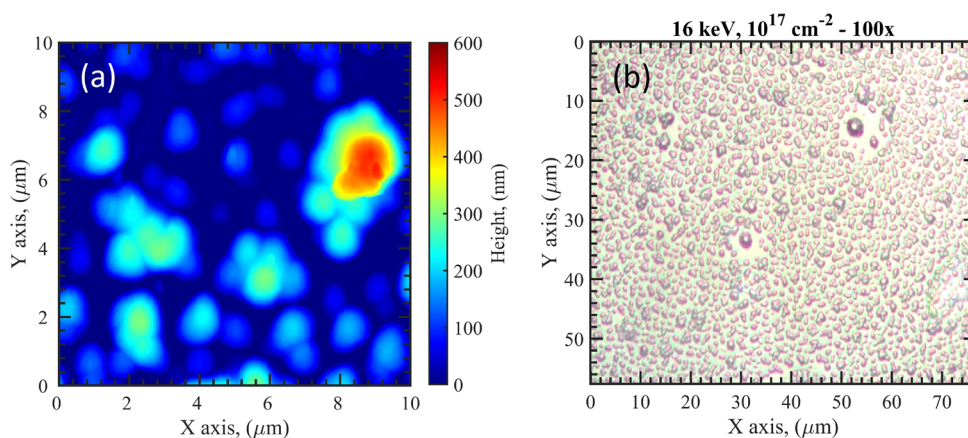 (a)
10
8
6
4
2
0
Y axis, (μm)
0 2 4 6 8 10
X axis, (μm)
600
500
400
300
200
100
0
Height, (nm)
16 keV, 10¹⁷ cm⁻² - 100x
(b)
0
10
20
30
40
50
Y axis, (μm)
0 10 20 30 40 50 60 70
X axis, (μm)